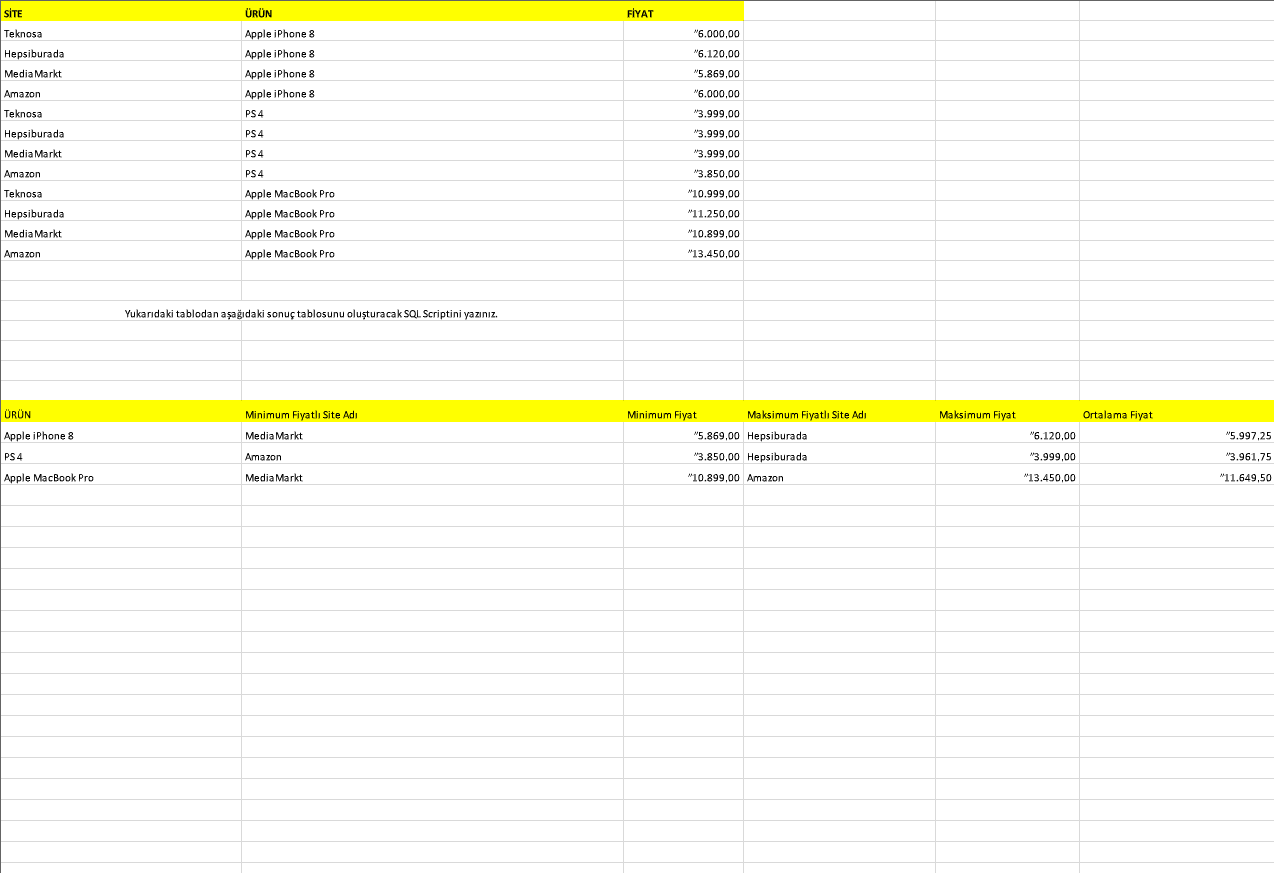 SİTE ÜRÜN FİYAT
Teknosa Apple iPhone 8 ″6.000,00
Hepsiburada Apple iPhone 8 ″6.120,00
MediaMarkt Apple iPhone 8 ″5.869,00
Amazon Apple iPhone 8 ″6.000,00
Teknosa PS4 ″3.999,00
Hepsiburada PS4 ″3.999,00
MediaMarkt PS4 ″3.999,00
Amazon PS4 ″3.850,00
Teknosa Apple MacBook Pro ″10.999,00
Hepsiburada Apple MacBook Pro ″11.250,00
MediaMarkt Apple MacBook Pro ″10.899,00
Amazon Apple MacBook Pro ″13.450,00
Yukarıdaki tablodan aşağıdaki sonuç tablosunu oluşturacak SQL Scriptini yazınız.
ÜRÜN Minimum Fiyatlı Site Adı Minimum Fiyat Maksimum Fiyatlı Site Adı Maksimum Fiyat Ortalama Fiyat
Apple iPhone 8 MediaMarkt ″5.869,00 Hepsiburada ″6.120,00 ″5.997,25
PS4 Amazon ″3.850,00 Hepsiburada ″3.999,00 ″3.961,75
Apple MacBook Pro MediaMarkt ″10.899,00 Amazon ″13.450,00 ″11.649,50